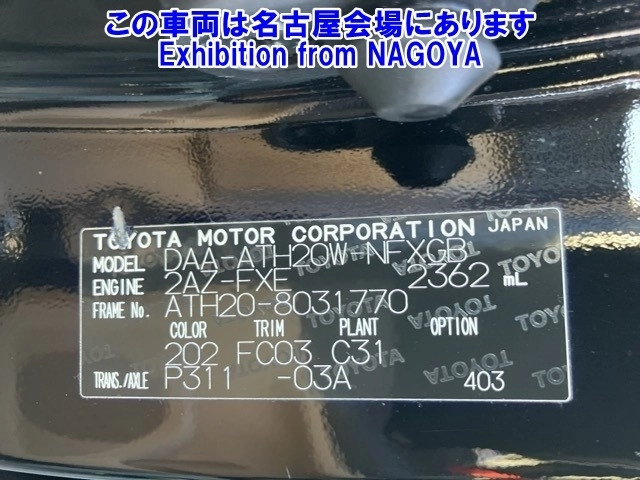 この車両は名古屋会場にあります
Exhibition from NAGOYA
TOYOTA MOTOR CORPORATION JAPAN
MODEL DAA-ATH20W-NFXGB
ENGINE 2AZ-FXE 2362 mL
FRAME No. ATH20-8031770
COLOR TRIM PLANT OPTION
202 FC03 C31
TRANS./AXLE P311 -03A 403